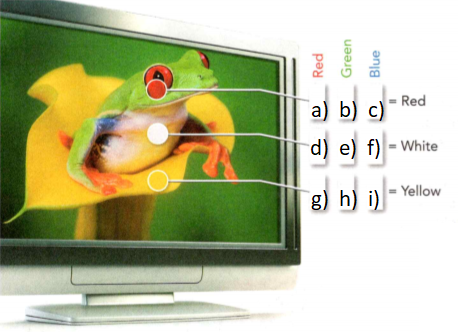 Red Green Blue
a) b) c) = Red
d) e) f) = White
g) h) i) = Yellow